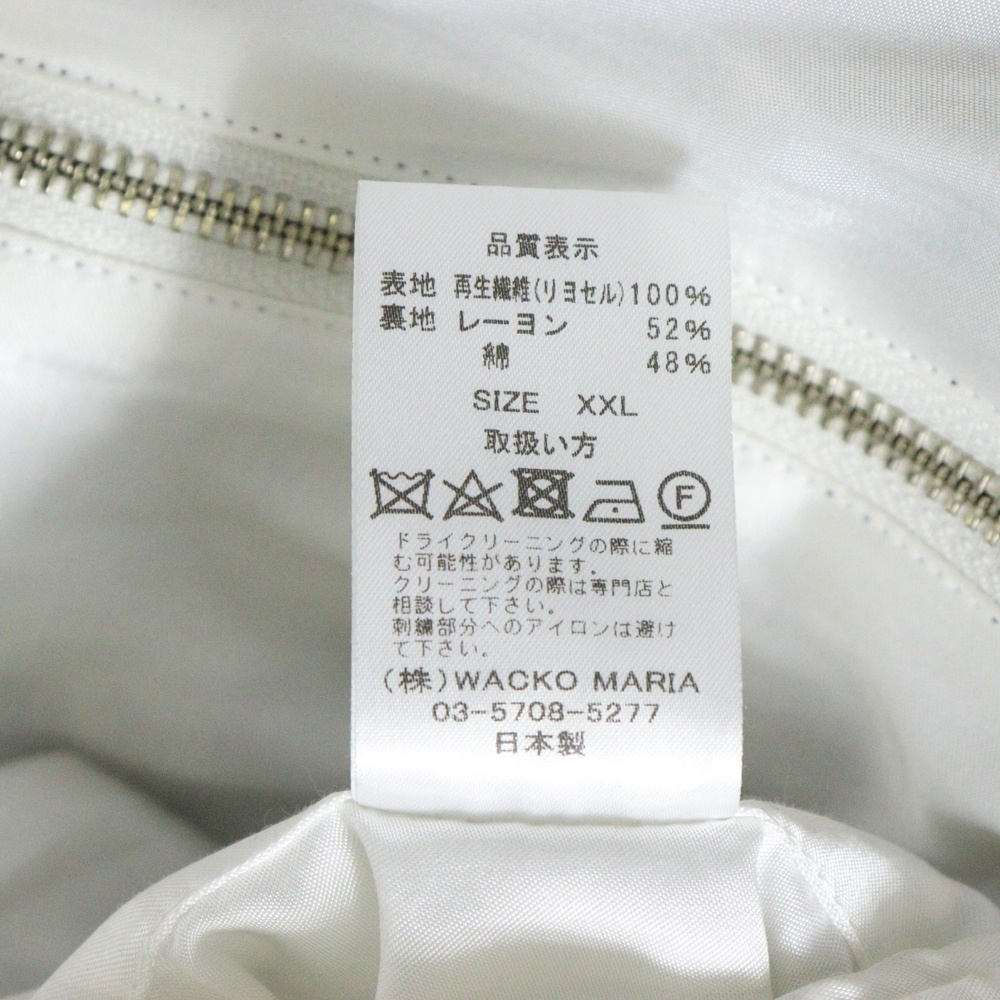 品質表示
表地 再生繊維(リヨセル)100%
裏地 レーヨン 52%
綿 48%
SIZE XXL
取扱い方
F
ドライクリーニングの際に縮
む可能性があります。
クリーニングの際は専門店と
相談して下さい。
刺繍部分へのアイロンは避け
て下さい。
(株)WACKO MARIA
03-5708-5277
日本製